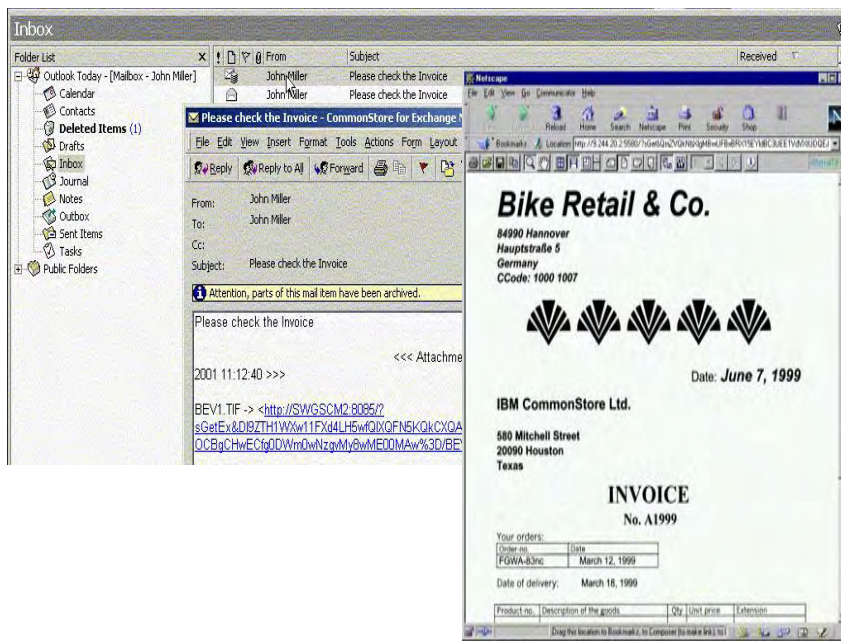 Inbox
Folder List X ! From Subject Received
Outlook Today - [Mailbox - John Miller]
Calendar
Contacts
Deleted Items (1)
Drafts
Inbox
Journal
Notes
Outbox
Sent Items
Tasks
Public Folders
John Miller Please check the Invoice
John Miller Please check the Invoice
Please check the Invoice - CommonStore for Exchange
File Edit View Insert Format Tools Actions Form Layout
Reply Reply to All Forward
From: John Miller
To: John Miller
Cc:
Subject: Please check the Invoice
Attention, parts of this mail item have been archived.
Please check the Invoice
<<< Attachme
2001 11:12:40 >>>
BEV1.TIF -> <http://SWGSCM2:8085/?
Netscape
File Edit View Go Communicator Help
Reload Home Search Netscape Print Security Shop
Bookmarks Location:
Bike Retail & Co.
84990 Hannover
Hauptstraße 5
Germany
CCode: 1000 1007
Date: June 7, 1999
IBM CommonStore Ltd.
580 Mitchell Street
20090 Houston
Texas
INVOICE
No. A1999
Your orders:
Order-no. Date
FGWA-83nc March 12, 1999
Date of delivery: March 18, 1999
Product-no. Description of the goods Qty Unit price Extension